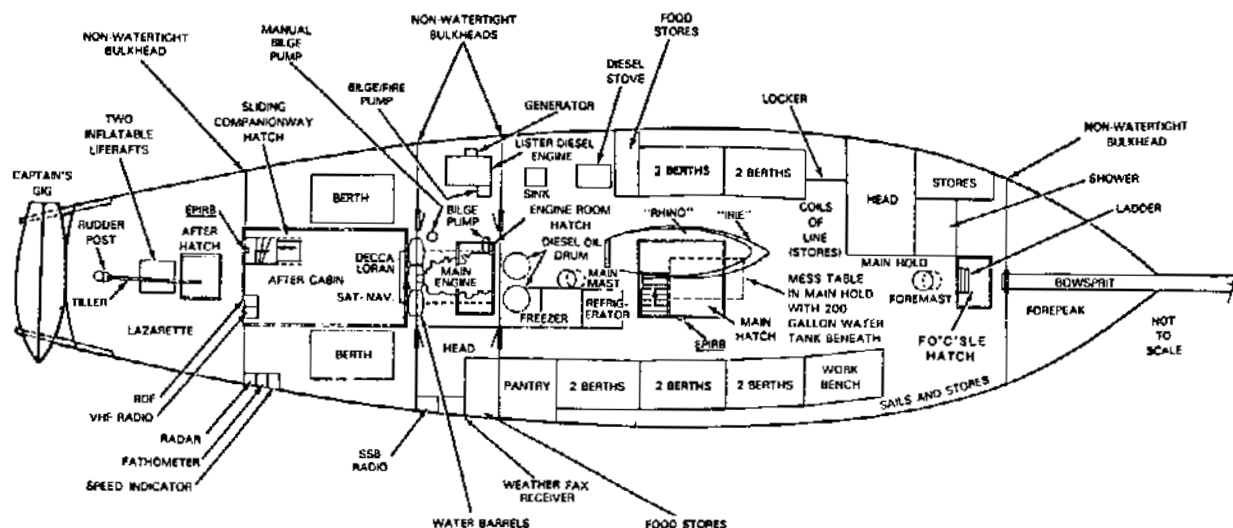 NON-WATERTIGHT
BULKHEAD
MANUAL
BILGE
PUMP
NON-WATERTIGHT
BULKHEADS
FOOD
STORES
BILGE/FIRE
PUMP
DIESEL
STOVE
SLIDING
COMPANIONWAY
HATCH
GENERATOR
LOCKER
TWO
INFLATABLE
LIFERAFTS
LISTER DIESEL
ENGINE
NON-WATERTIGHT
BULKHEAD
CAPTAIN'S
GIG
BERTH
2 BERTHS
2 BERTHS
STORES
SHOWER
SINK
HEAD
LADDER
RUDDER
POST
EPIRB
AFTER
HATCH
BILGE
PUMP
ENGINE ROOM
HATCH
"RHINO"
"IRIE"
COILS
OF
LINE
(STORES)
DECCA
LORAN
DIESEL OIL
DRUM
MAIN HOLD
TILLER
AFTER CABIN
MAIN
ENGINE
MAIN
MAST
MESS TABLE
IN MAIN HOLD
WITH 200
GALLON WATER
TANK BENEATH
FOREMAST
BOWSPRIT
SAT-NAV.
REFRIG-
ERATOR
FREEZER
MAIN
HATCH
FO'C'SLE
HATCH
FOREPEAK
LAZARETTE
EPIRB
NOT
TO
SCALE
BERTH
HEAD
PANTRY
2 BERTHS
2 BERTHS
2 BERTHS
WORK
BENCH
SAILS AND STORES
RDF
VHF RADIO
RADAR
FATHOMETER
SPEED INDICATOR
SSB
RADIO
WEATHER FAX
RECEIVER
WATER BARRELS
FOOD STORES